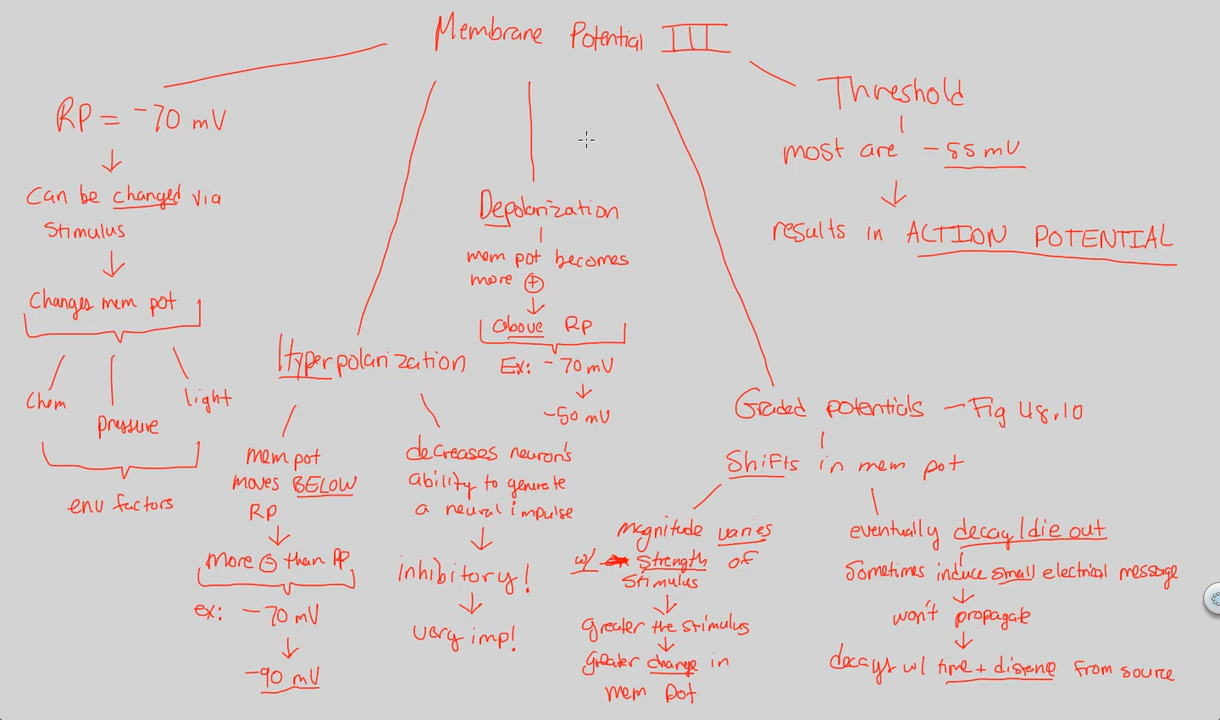 Membrane Potential III
RP = -70 mV
Can be changed via
Stimulus
Changes mem pot
Chem
pressure
light
env factors
Hyperpolarization
mem pot
moves BELOW
RP
More ⊖ than RP
ex: -70 mV
-90 mV
decreases neuron's
ability to generate
a neural impulse
inhibitory!
very imp!
Depolarization
mem pot becomes
more ⊕
above RP
Ex: -70 mV
-50 mV
Graded potentials - Fig 48.10
Shifts in mem pot
magnitude varies
w/ strength of
stimulus
greater the stimulus
greater change in
mem pot
eventually decay/die out
Sometimes induce small electrical message
won't propagate
decays w/ time + distence from source
Threshold
most are -55 mV
results in ACTION POTENTIAL